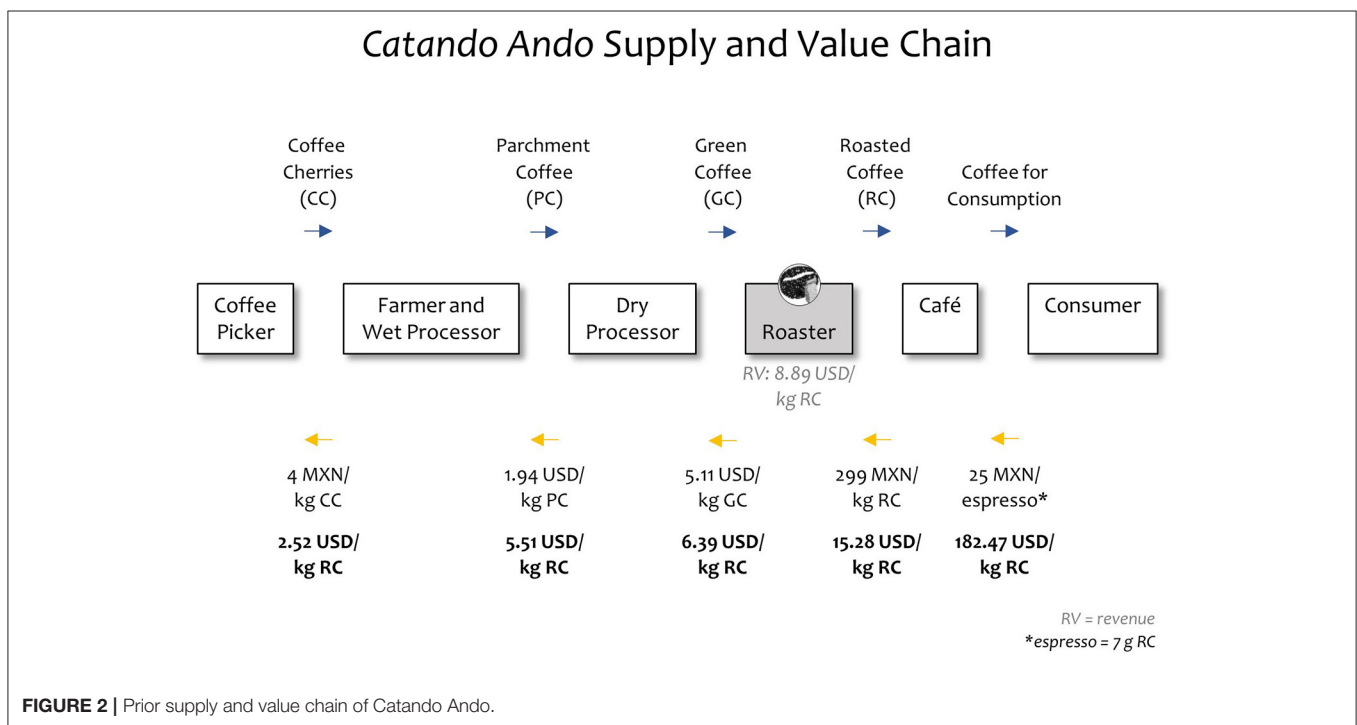 Catando Ando Supply and Value Chain
Coffee
Cherries
(CC)
Parchment
Coffee
(PC)
Green
Coffee
(GC)
Roasted
Coffee
(RC)
Coffee for
Consumption
Coffee
Picker
Farmer and
Wet Processor
Dry
Processor
Roaster
Café
Consumer
RV: 8.89 USD/
kg RC
4 MXN/
kg CC
2.52 USD/
kg RC
1.94 USD/
kg PC
5.51 USD/
kg RC
5.11 USD/
kg GC
6.39 USD/
kg RC
299 MXN/
kg RC
15.28 USD/
kg RC
25 MXN/
espresso*
182.47 USD/
kg RC
RV = revenue
*espresso = 7 g RC
FIGURE 2 | Prior supply and value chain of Catando Ando.